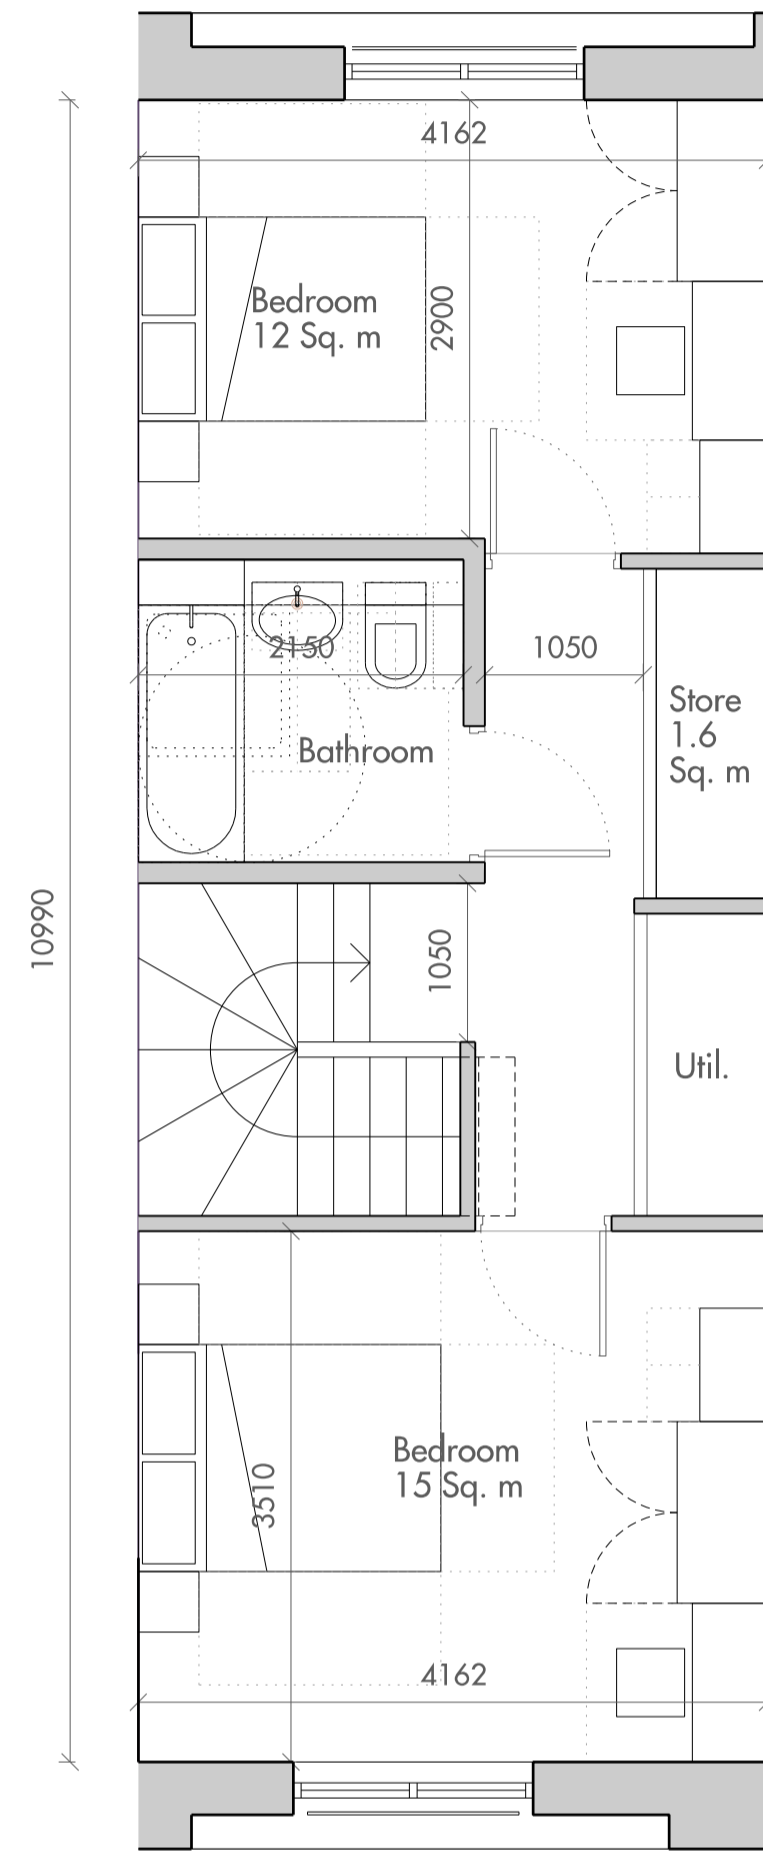 4162
Bedroom
12 Sq. m
2900
2150
1050
Store
1.6
Sq. m
Bathroom
10990
1050
Util.
Bedroom
15 Sq. m
3510
4162